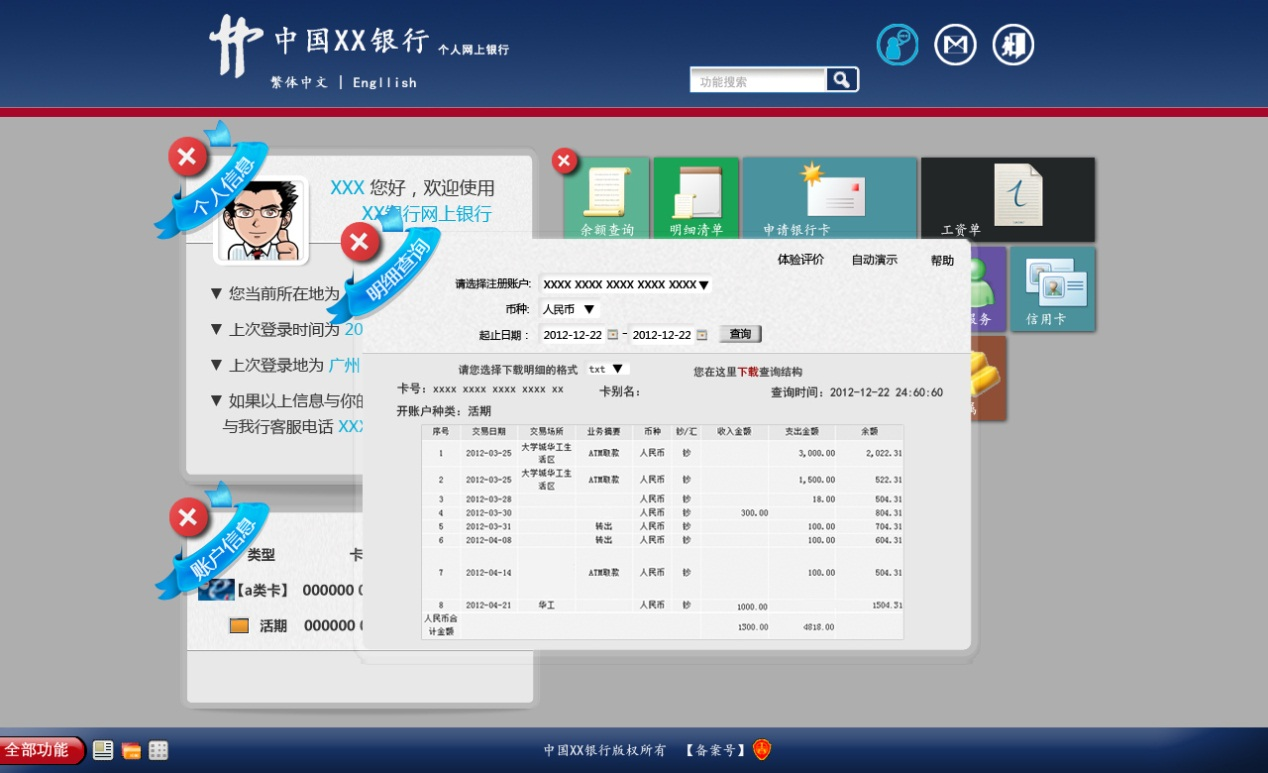 中国XX银行 个人网上银行
繁体中文 | Engllish
功能搜索
个人信息
XXX 您好，欢迎使用
XX银行网上银行
▼ 您当前所在地为
▼ 上次登录时间为 20
▼ 上次登录地为 广州
▼ 如果以上信息与你的
与我行客服电话 XXX
余额查询
明细清单
申请银行卡
工资单
服务
信用卡
明细查询
体验评价 自动演示 帮助
请选择注册账户: XXXX XXXX XXXX XXXX XXXX▼
币种: 人民币 ▼
起止日期： 2012-12-22 - 2012-12-22 查询
请您选择下载明细的格式 txt ▼ 您在这里下载查询结构
卡号: xxxx xxxx xxxx xxxx xx 卡别名: 查询时间: 2012-12-22 24:60:60
开账户种类: 活期
序号 交易日期 交易场所 业务摘要 币种 钞/汇 收入金额 支出金额 余额
1 2012-03-25 大学城华工生活区 ATM取款 人民币 钞 3,000.00 2,022.31
2 2012-03-25 大学城华工生活区 ATM取款 人民币 钞 1,500.00 522.31
3 2012-03-28 人民币 钞 18.00 504.31
4 2012-03-30 人民币 钞 300.00 804.31
5 2012-03-31 转出 人民币 钞 100.00 704.31
6 2012-04-08 转出 人民币 钞 100.00 604.31
7 2012-04-14 ATM取款 人民币 钞 100.00 504.31
8 2012-04-21 华工 人民币 钞 1000.00 1504.31
人民币合计金额 1300.00 4818.00
账户信息
类型 卡
【a类卡】 000000 0
活期 000000 0
全部功能
中国XX银行版权所有 【备案号】